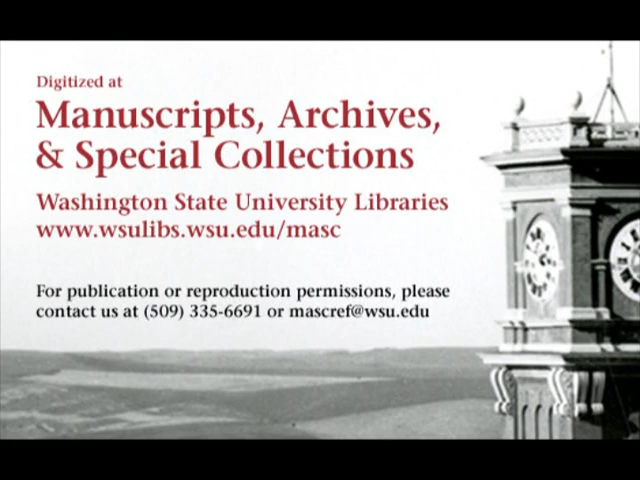 Digitized at
Manuscripts, Archives,
& Special Collections
Washington State University Libraries
www.wsulibs.wsu.edu/masc
For publication or reproduction permissions, please
contact us at (509) 335-6691 or mascref@wsu.edu